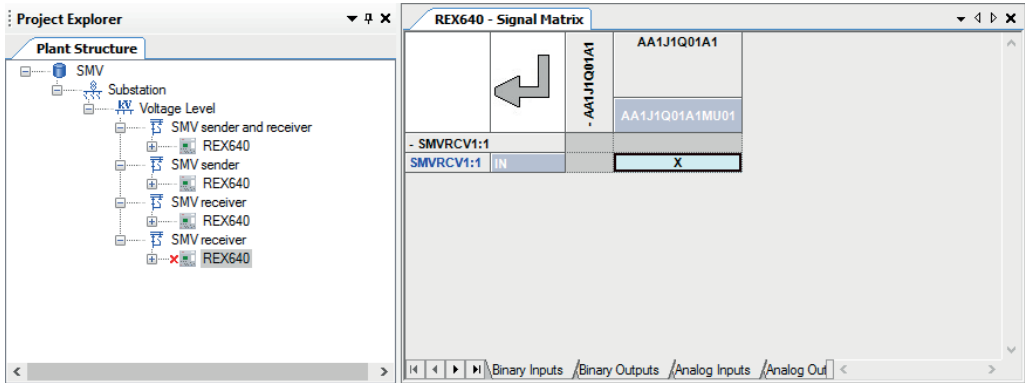 Project Explorer
Plant Structure
SMV
Substation
Voltage Level
SMV sender and receiver
REX640
SMV sender
REX640
SMV receiver
REX640
SMV receiver
REX640
REX640 - Signal Matrix
- AA1J1Q01A1
AA1J1Q01A1
AA1J1Q01A1MU01
- SMVRCV1:1
SMVRCV1:1 IN X
Binary Inputs Binary Outputs Analog Inputs Analog Out